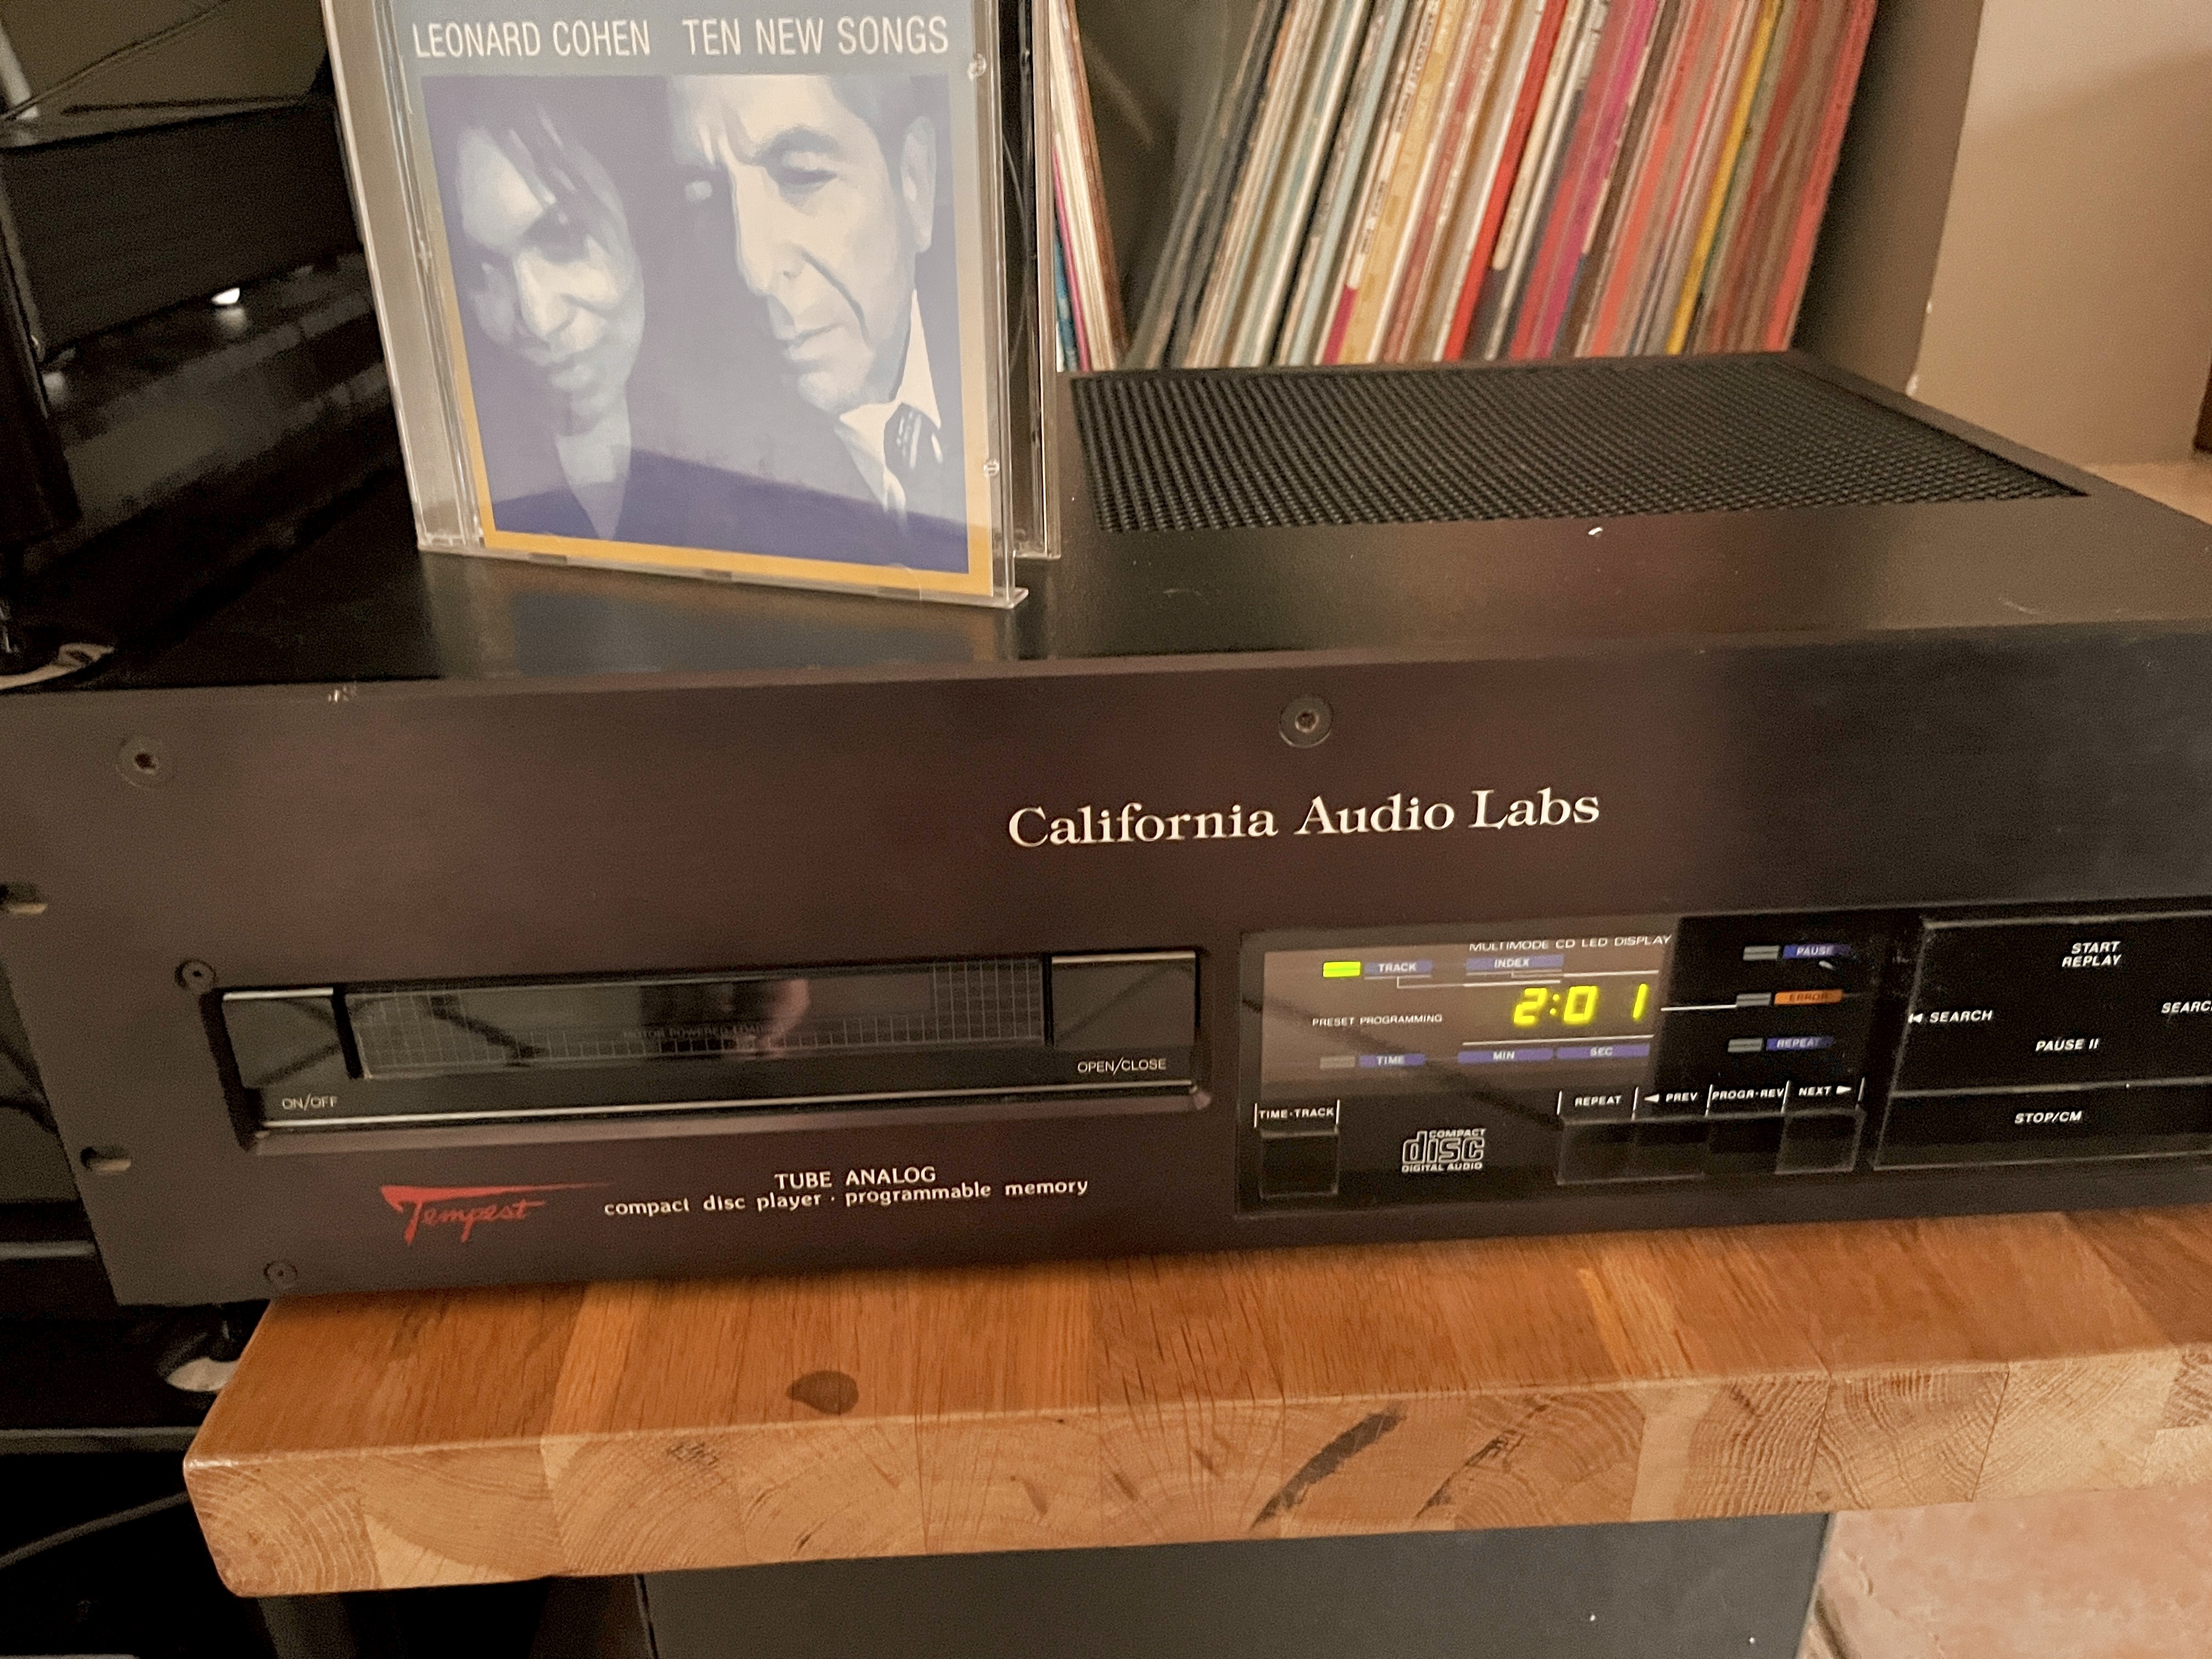 LEONARD COHEN TEN NEW SONGS
California Audio Labs
MULTIMODE CD LED DISPLAY
TRACK
INDEX
2:01
PRESET PROGRAMMING
TIME
MIN
SEC
PAUSE
ERROR
REPEAT
START
REPLAY
SEARCH
PAUSE II
STOP/CM
ON/OFF
OPEN/CLOSE
TIME·TRACK
REPEAT
◄ PREV
PROGR·REV
NEXT ►
COMPACT
disc
DIGITAL AUDIO
Tempest
TUBE ANALOG
compact disc player · programmable memory